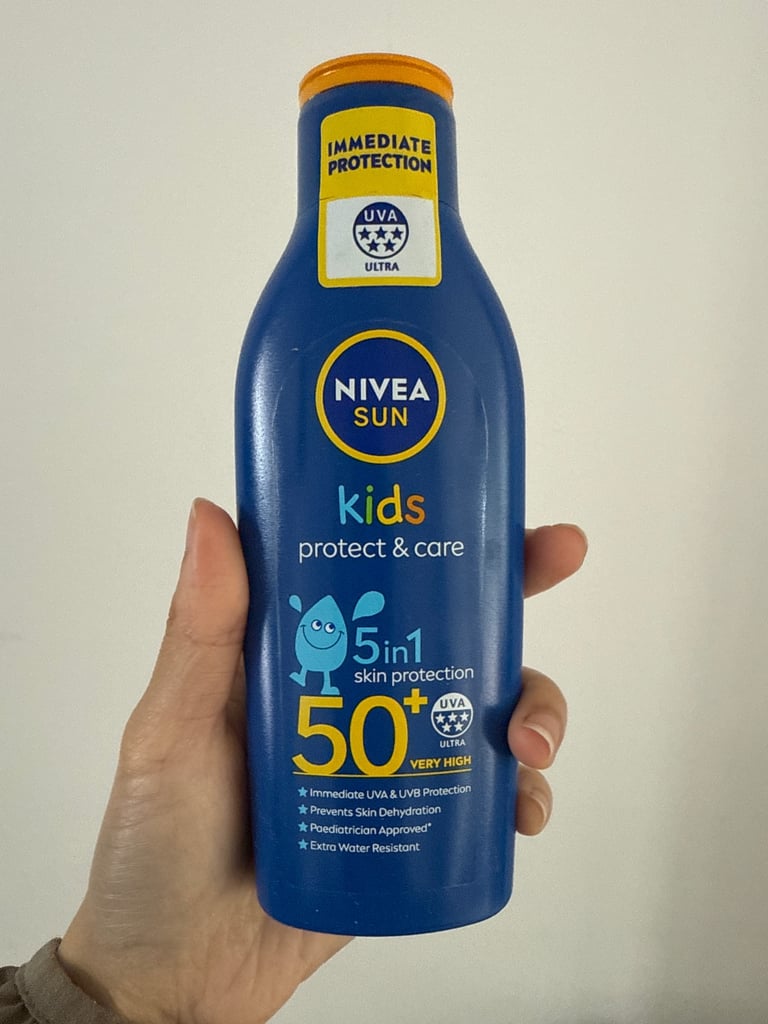 IMMEDIATE
PROTECTION
UVA
ULTRA
NIVEA
SUN
kids
protect & care
5in1
skin protection
50+
UVA
ULTRA
VERY HIGH
Immediate UVA & UVB Protection
Prevents Skin Dehydration
Paediatrician Approved*
Extra Water Resistant